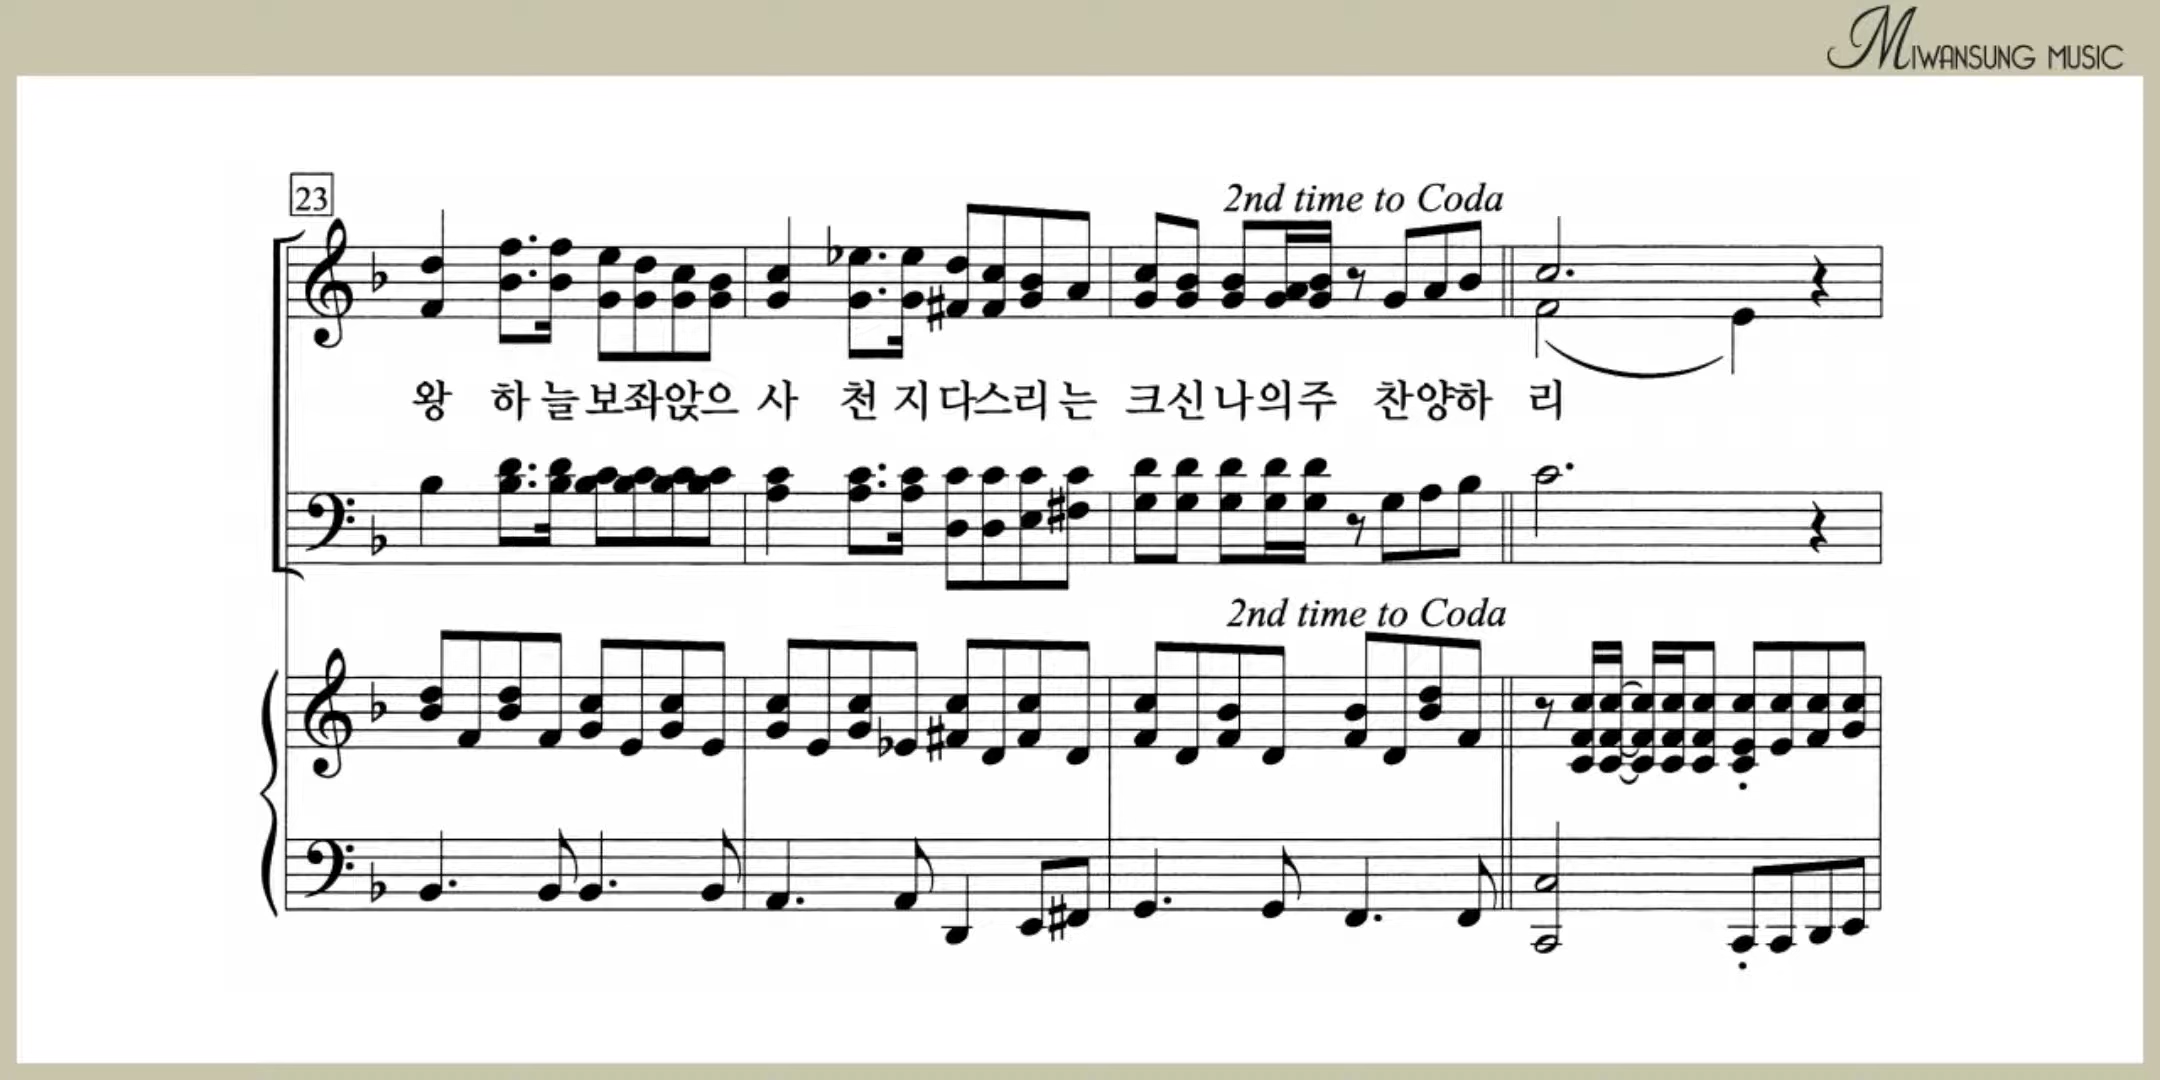 MIWANSUNG MUSIC
23
2nd time to Coda
왕 하 늘 보좌앉으 사 천 지 다스리 는 크신 나의주 찬양하 리
2nd time to Coda